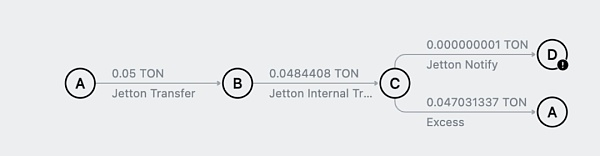 A
0.05 TON
Jetton Transfer
B
0.0484408 TON
Jetton Internal Tr...
C
0.000000001 TON
Jetton Notify
D
!
0.047031337 TON
Excess
A